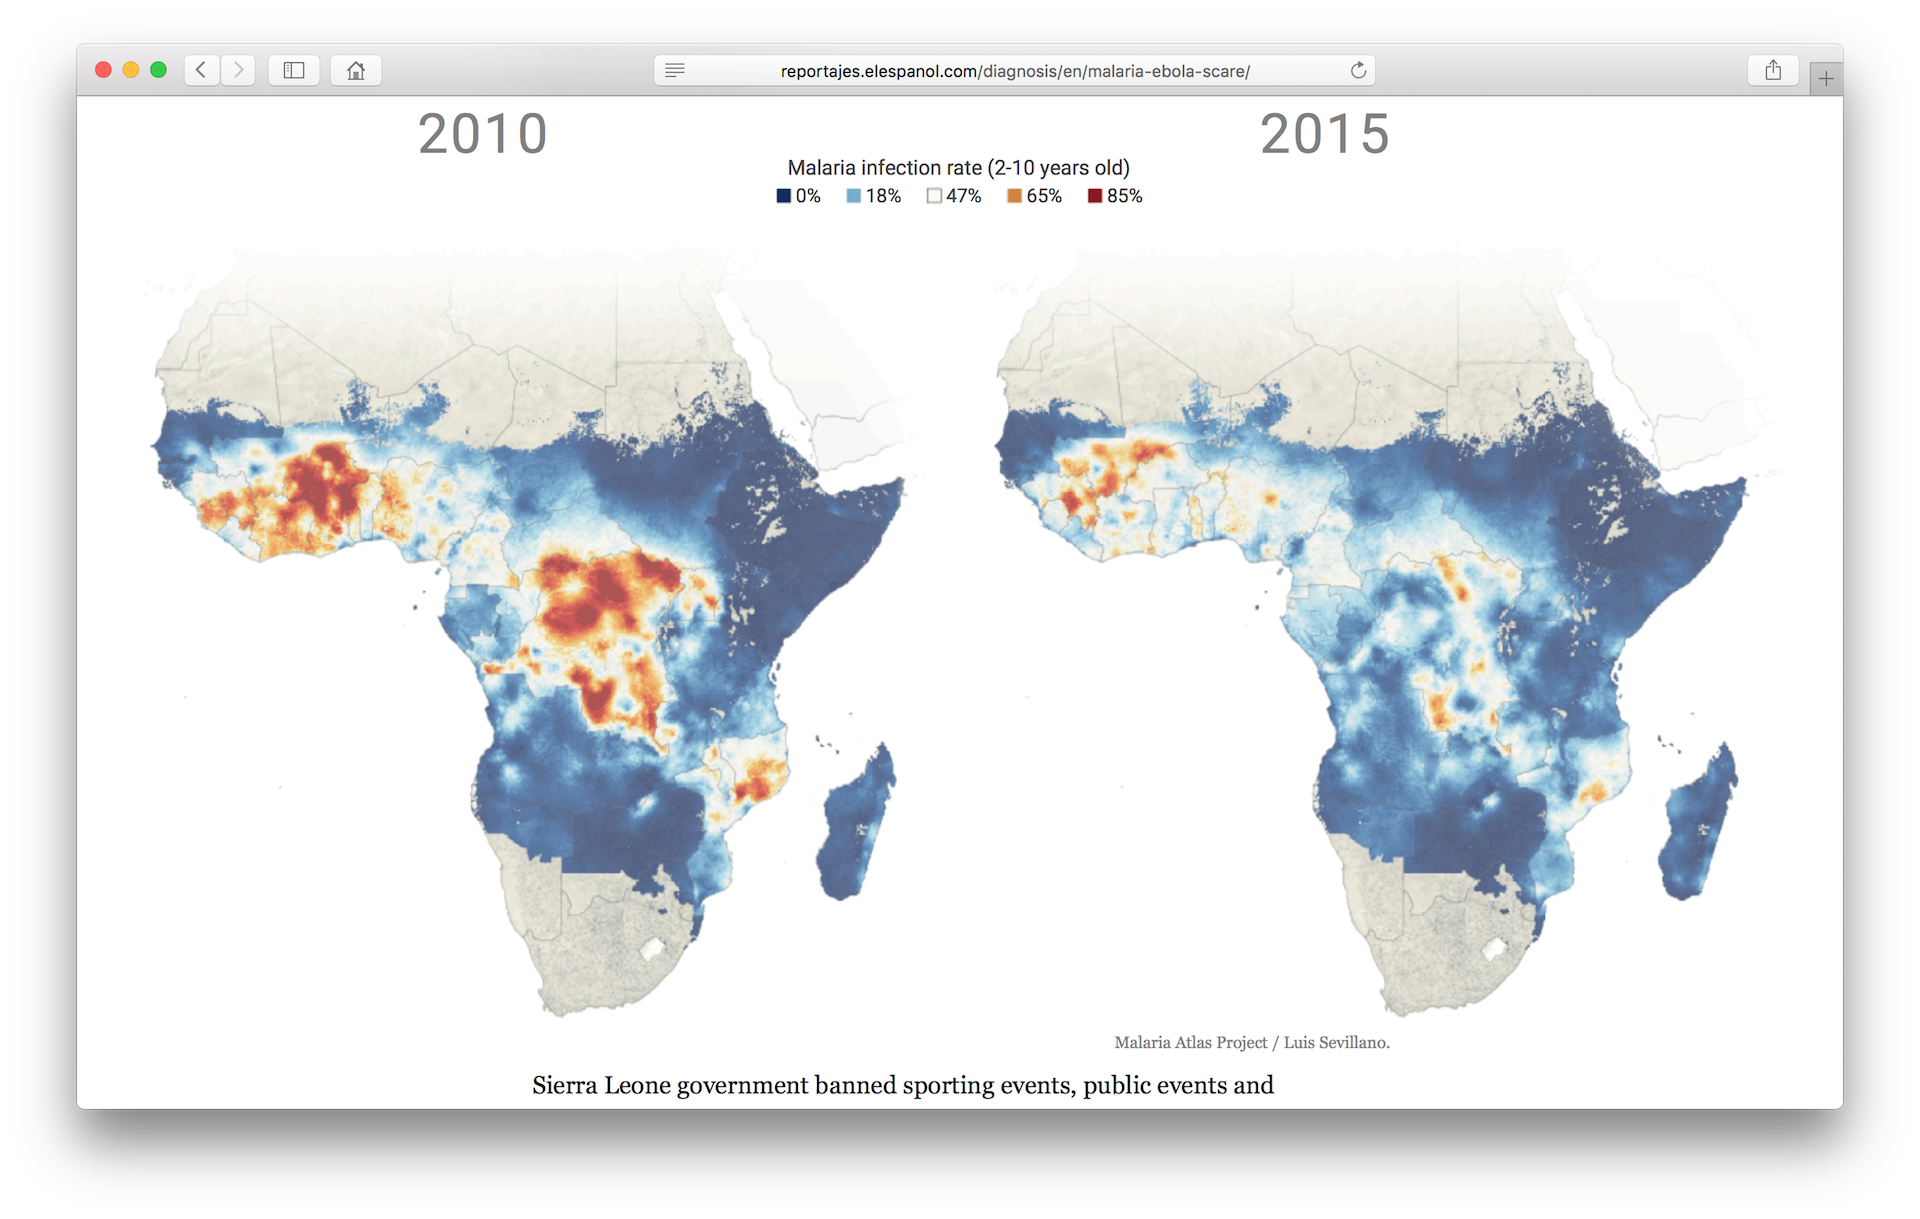 reportajes.elespanol.com/diagnosis/en/malaria-ebola-scare/
2010
2015
Malaria infection rate (2-10 years old)
0% 18% 47% 65% 85%
Malaria Atlas Project / Luis Sevillano.
Sierra Leone government banned sporting events, public events and